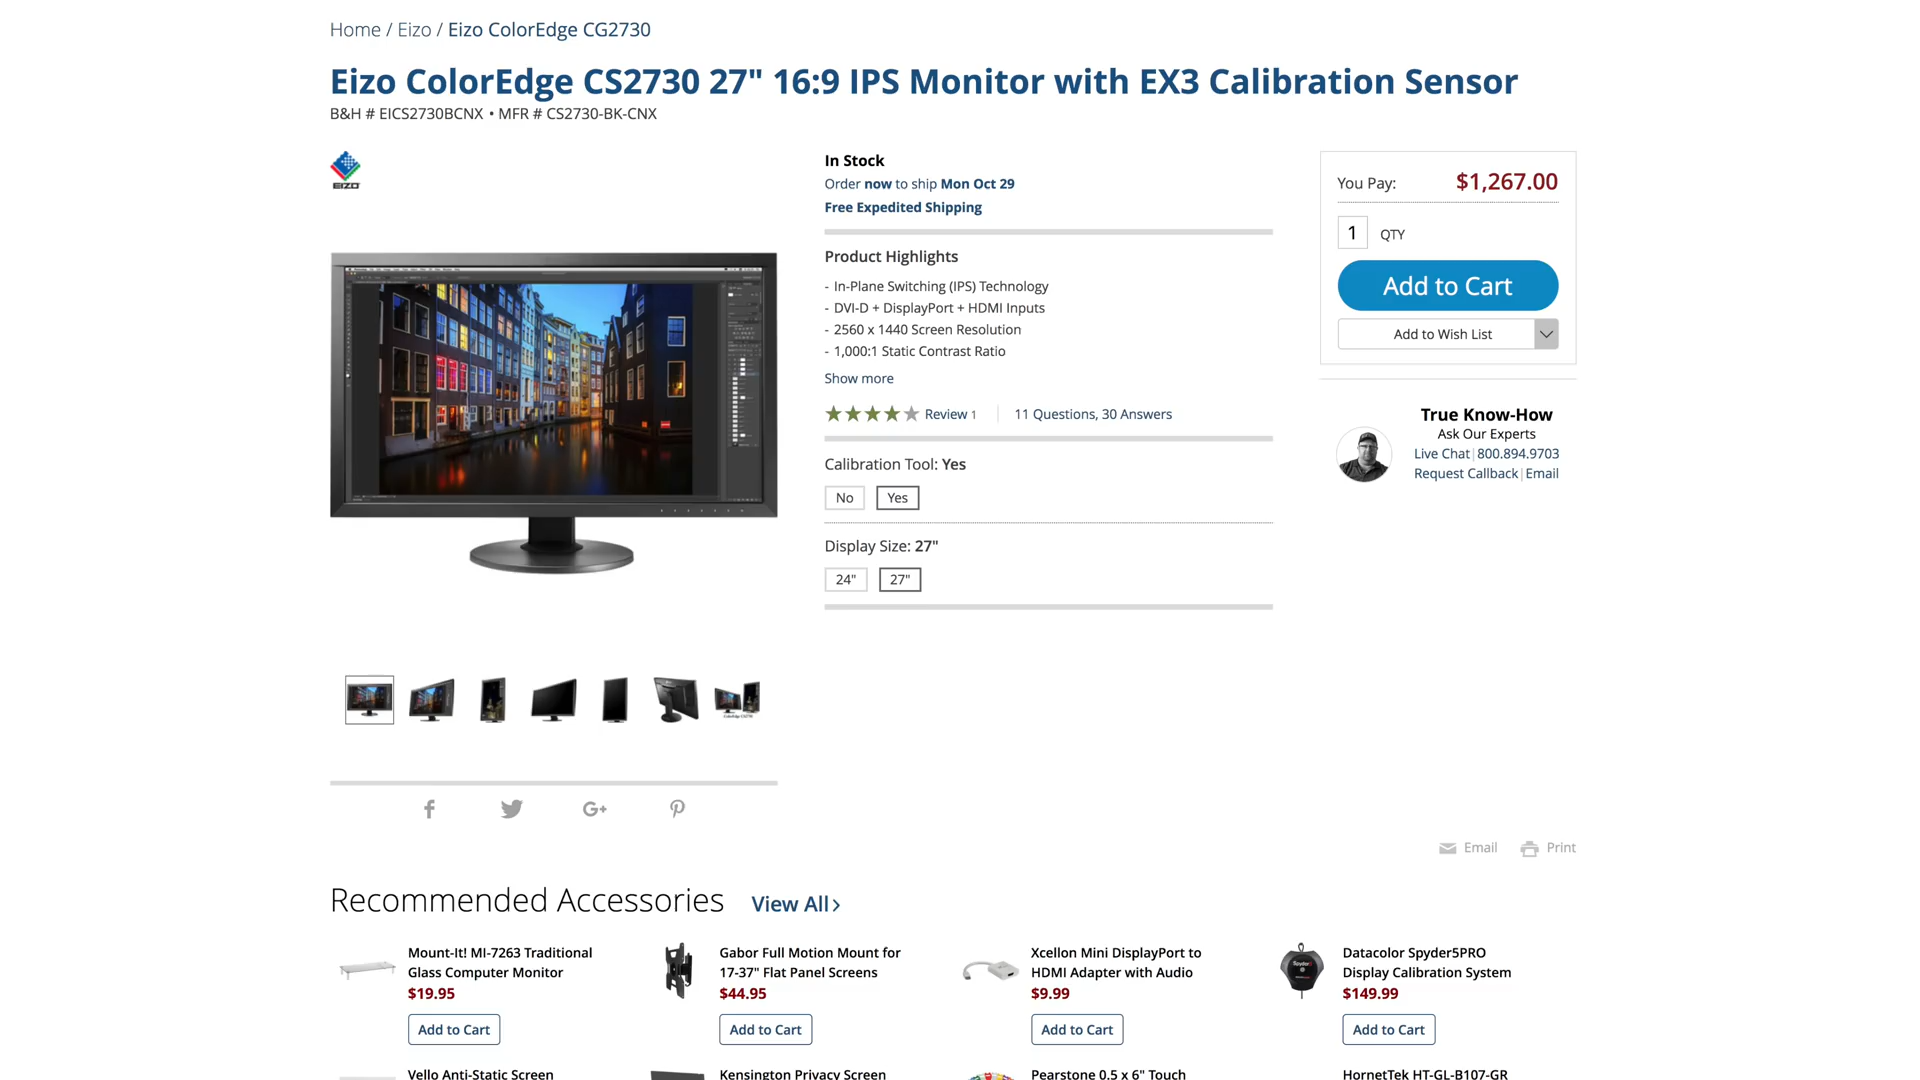 Home / Eizo / Eizo ColorEdge CG2730
Eizo ColorEdge CS2730 27" 16:9 IPS Monitor with EX3 Calibration Sensor
B&H # EICS2730BCNX • MFR # CS2730-BK-CNX
EIZO
In Stock
Order now to ship Mon Oct 29
Free Expedited Shipping
Product Highlights
- In-Plane Switching (IPS) Technology
- DVI-D + DisplayPort + HDMI Inputs
- 2560 x 1440 Screen Resolution
- 1,000:1 Static Contrast Ratio
Show more
Review 1
11 Questions, 30 Answers
Calibration Tool: Yes
No
Yes
Display Size: 27"
24"
27"
You Pay: $1,267.00
1 QTY
Add to Cart
Add to Wish List
True Know-How
Ask Our Experts
Live Chat | 800.894.9703
Request Callback | Email
Email
Print
Recommended Accessories
View All ›
Mount-It! MI-7263 Traditional
Glass Computer Monitor
$19.95
Add to Cart
Gabor Full Motion Mount for
17-37" Flat Panel Screens
$44.95
Add to Cart
Xcellon Mini DisplayPort to
HDMI Adapter with Audio
$9.99
Add to Cart
Datacolor Spyder5PRO
Display Calibration System
$149.99
Add to Cart
Vello Anti-Static Screen
Kensington Privacy Screen
Pearstone 0.5 x 6" Touch
HornetTek HT-GL-B107-GR